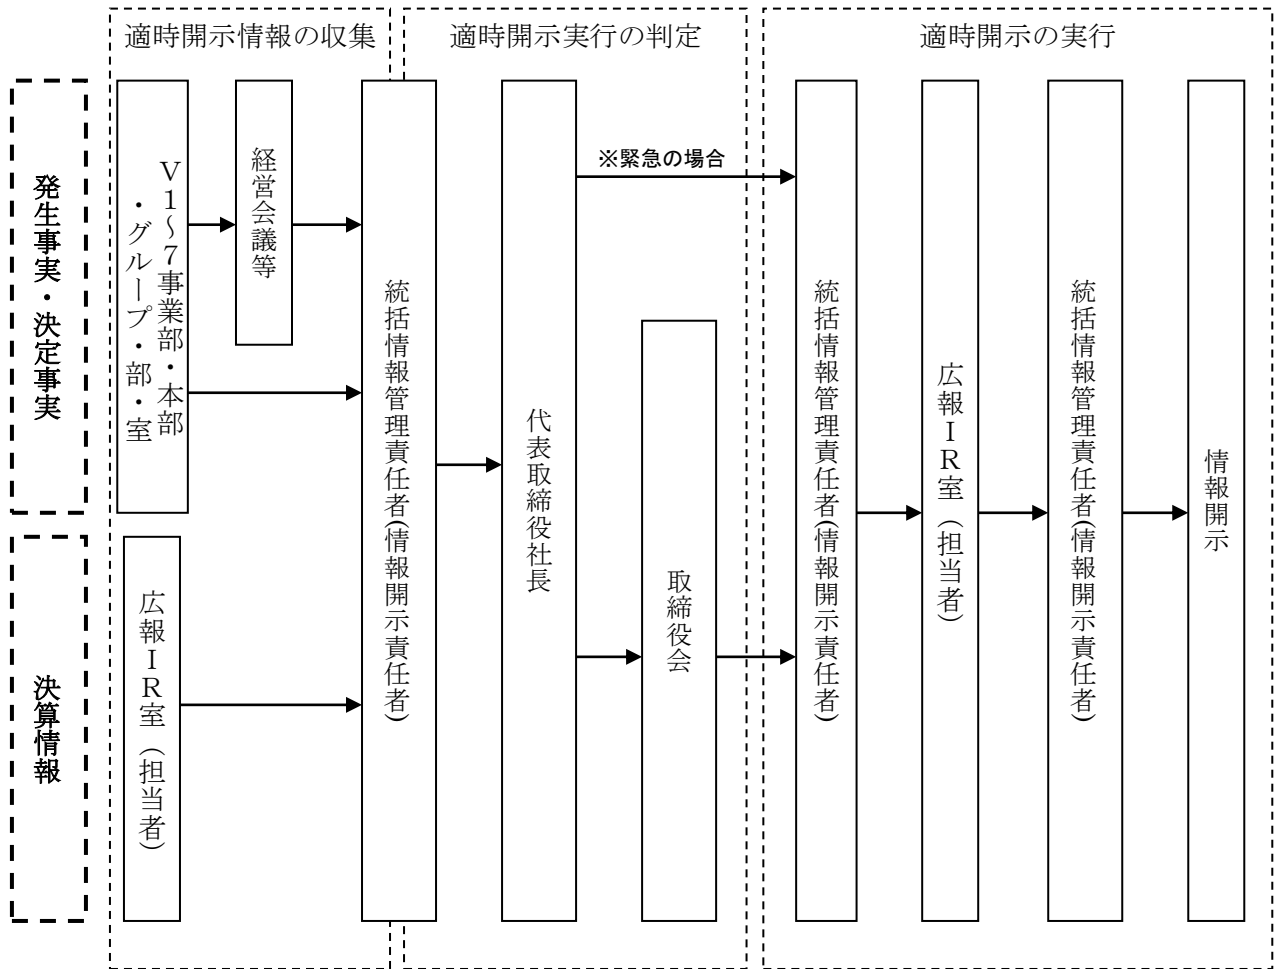 適時開示情報の収集
適時開示実行の判定
適時開示の実行
発生事実・決定事実
V1～7事業部・本部
・グループ・部・室
経営会議等
統括情報管理責任者(情報開示責任者)
代表取締役社長
※緊急の場合
取締役会
統括情報管理責任者(情報開示責任者)
広報IR室（担当者）
統括情報管理責任者(情報開示責任者)
情報開示
決算情報
広報IR室（担当者）